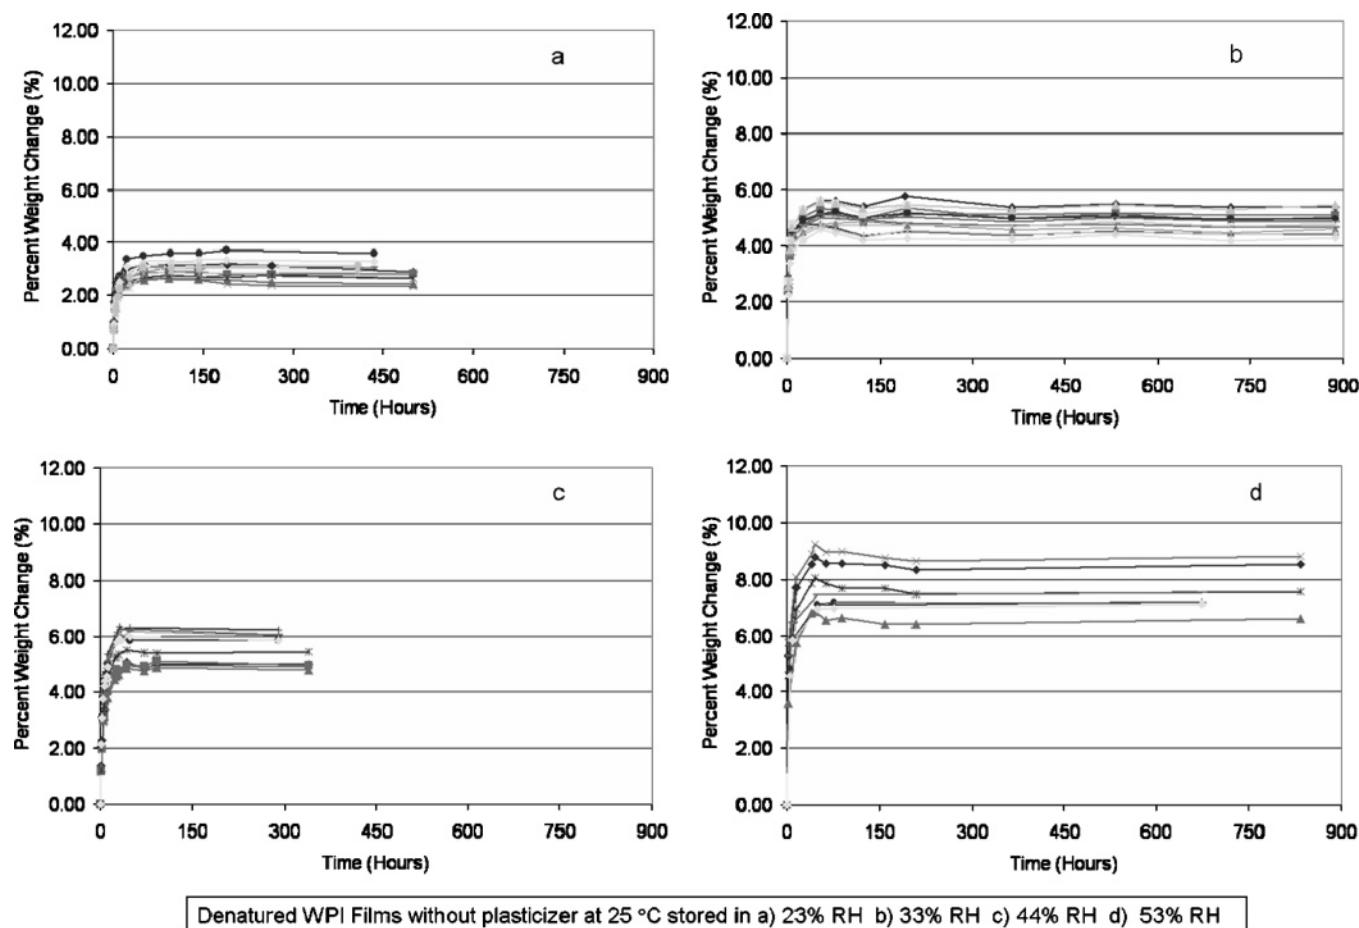 a
12.00
10.00
8.00
6.00
4.00
2.00
0.00
Percent Weight Change (%)
0 150 300 450 600 750 900
Time (Hours)
b
12.00
10.00
8.00
6.00
4.00
2.00
0.00
Percent Weight Change (%)
0 150 300 450 600 750 900
Time (Hours)
c
12.00
10.00
8.00
6.00
4.00
2.00
0.00
Percent Weight Change (%)
0 150 300 450 600 750 900
Time (Hours)
d
12.00
10.00
8.00
6.00
4.00
2.00
0.00
Percent Weight Change (%)
0 150 300 450 600 750 900
Time (Hours)
Denatured WPI Films without plasticizer at 25 °C stored in a) 23% RH b) 33% RH c) 44% RH d) 53% RH